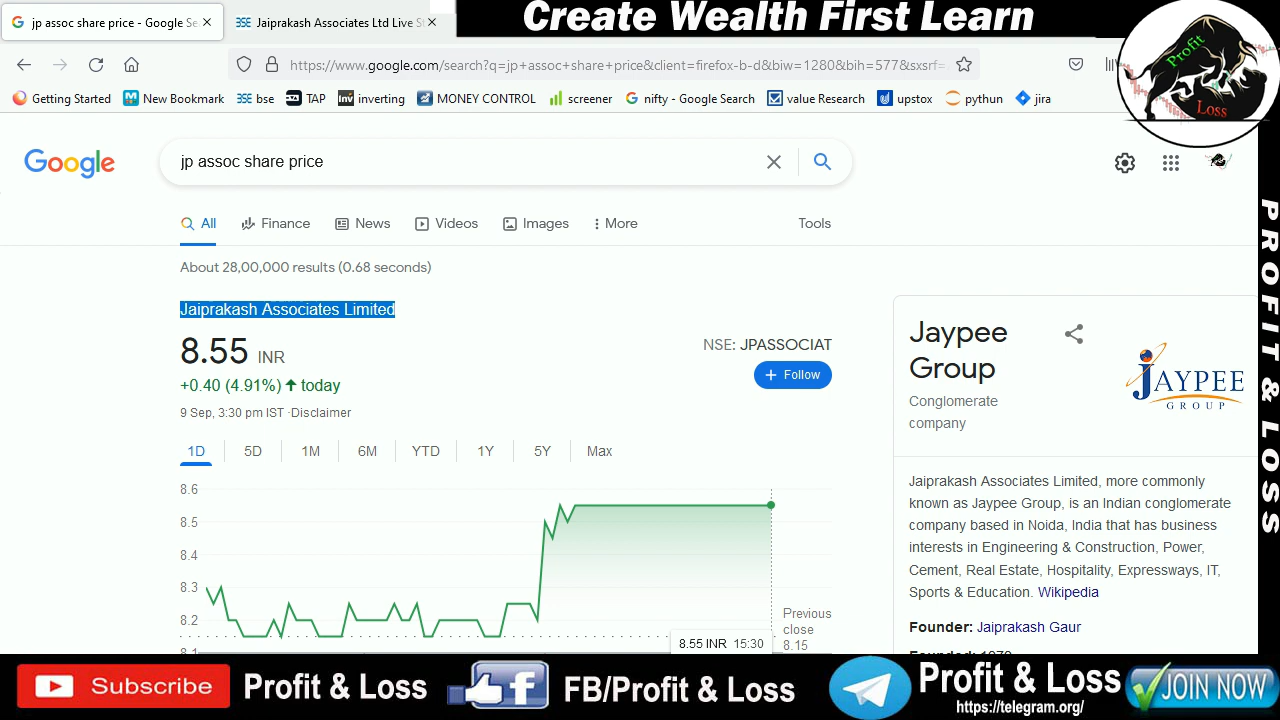 Create Wealth First Learn
jp assoc share price - Google Se
Jaiprakash Associates Ltd Live St
https://www.google.com/search?q=jp+assoc+share+price&client=firefox-b-d&biw=1280&bih=577&sxsrf=
Getting Started
New Bookmark
bse
TAP
inverting
MONEY CONTROL
screener
nifty - Google Search
value Research
upstox
pythun
jira
Profit
Loss
Google
jp assoc share price
All
Finance
News
Videos
Images
More
Tools
About 28,00,000 results (0.68 seconds)
Jaiprakash Associates Limited
8.55 INR
+0.40 (4.91%) today
9 Sep, 3:30 pm IST ·Disclaimer
NSE: JPASSOCIAT
+ Follow
1D
5D
1M
6M
YTD
1Y
5Y
Max
8.6
8.5
8.4
8.3
8.2
8.1
8.55 INR 15:30
Previous
close
8.15
Jaypee
Group
Conglomerate
company
JAYPEE
GROUP
Jaiprakash Associates Limited, more commonly
known as Jaypee Group, is an Indian conglomerate
company based in Noida, India that has business
interests in Engineering & Construction, Power,
Cement, Real Estate, Hospitality, Expressways, IT,
Sports & Education. Wikipedia
Founder: Jaiprakash Gaur
PROFIT & LOSS
Subscribe
Profit & Loss
f
FB/Profit & Loss
Profit & Loss
https://telegram.org/
JOIN NOW